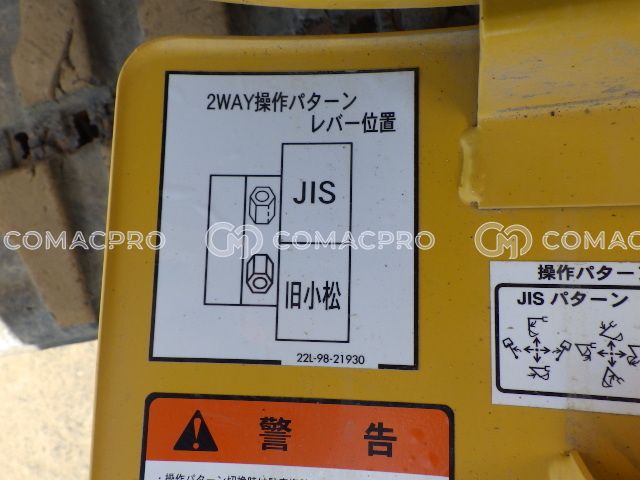 2WAY操作パターン
レバー位置
JIS
旧小松
22L-98-21930
COMACPRO
COMACPRO
COMACPRO
操作パター
JIS パターン
警告